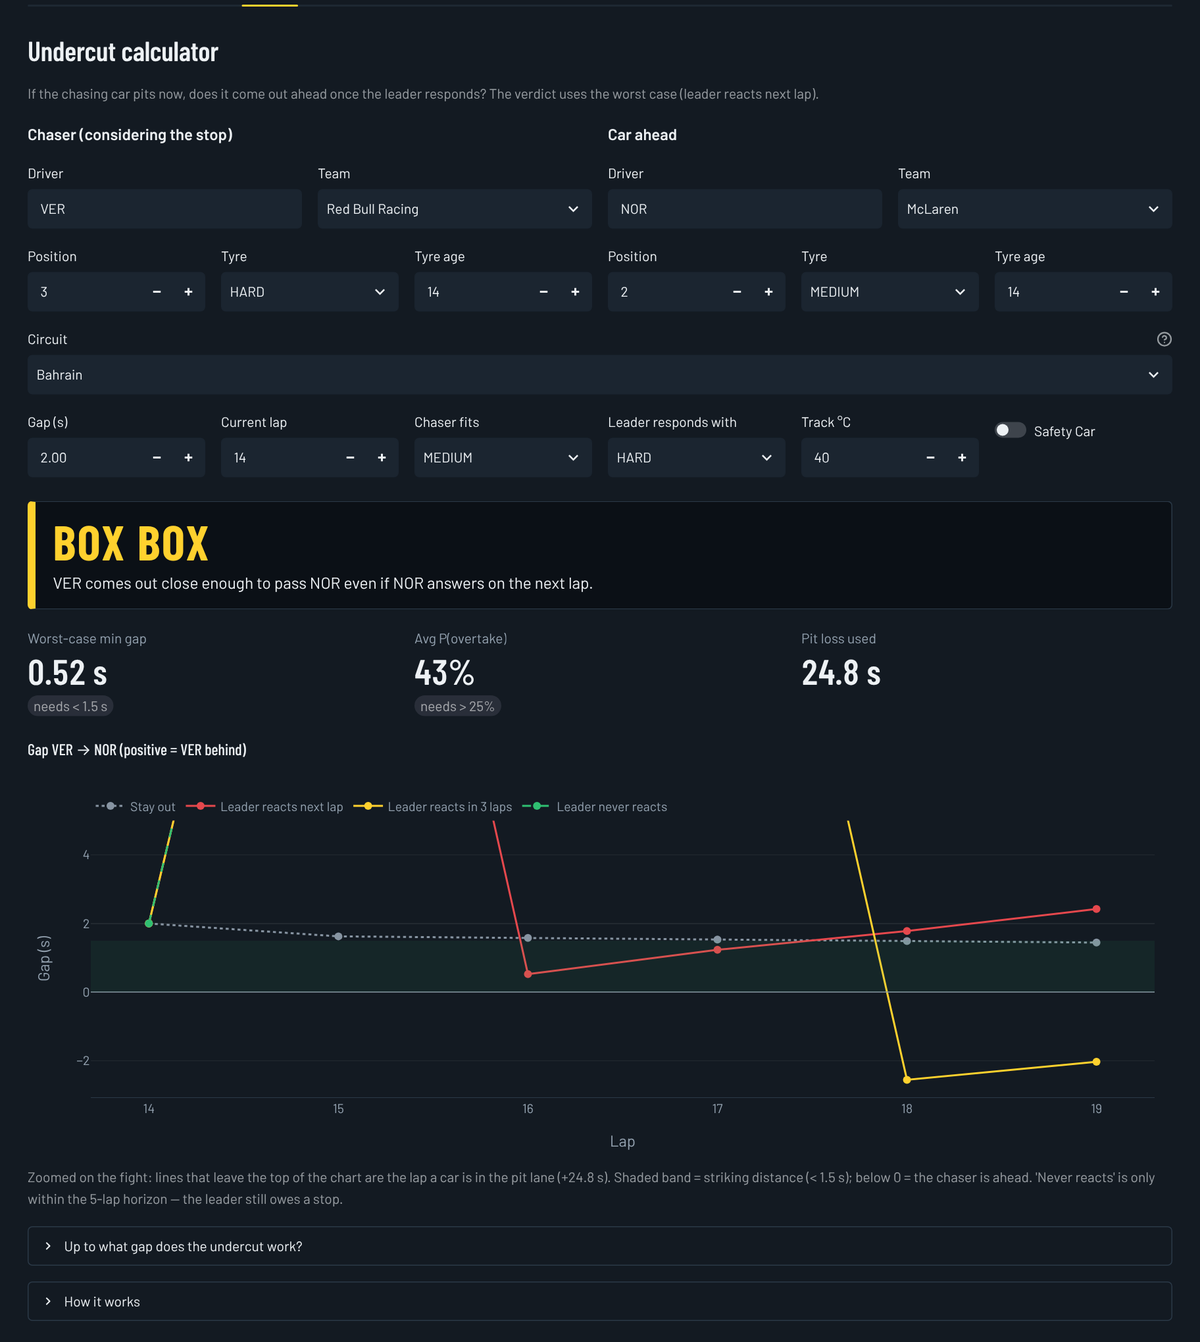 Undercut calculator
If the chasing car pits now, does it come out ahead once the leader responds? The verdict uses the worst case (leader reacts next lap).
Chaser (considering the stop)
Car ahead
Driver
Team
Driver
Team
VER
Red Bull Racing
NOR
McLaren
Position
Tyre
Tyre age
Position
Tyre
Tyre age
3
HARD
14
2
MEDIUM
14
Circuit
Bahrain
Gap (s)
Current lap
Chaser fits
Leader responds with
Track °C
Safety Car
2.00
14
MEDIUM
HARD
40
BOX BOX
VER comes out close enough to pass NOR even if NOR answers on the next lap.
Worst-case min gap
Avg P(overtake)
Pit loss used
0.52 s
43%
24.8 s
needs < 1.5 s
needs > 25%
Gap VER → NOR (positive = VER behind)
Stay out
Leader reacts next lap
Leader reacts in 3 laps
Leader never reacts
4
2
0
−2
Gap (s)
14
15
16
17
18
19
Lap
Zoomed on the fight: lines that leave the top of the chart are the lap a car is in the pit lane (+24.8 s). Shaded band = striking distance (< 1.5 s); below 0 = the chaser is ahead. 'Never reacts' is only
within the 5-lap horizon — the leader still owes a stop.
Up to what gap does the undercut work?
How it works